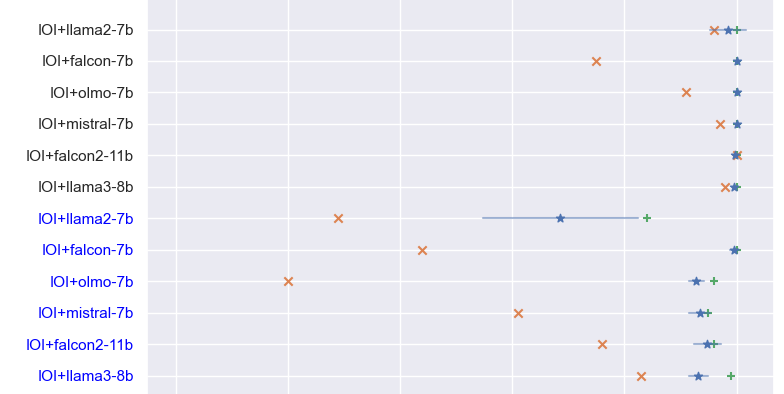 IOI+llama2-7b
IOI+falcon-7b
IOI+olmo-7b
IOI+mistral-7b
IOI+falcon2-11b
IOI+llama3-8b
IOI+llama2-7b
IOI+falcon-7b
IOI+olmo-7b
IOI+mistral-7b
IOI+falcon2-11b
IOI+llama3-8b